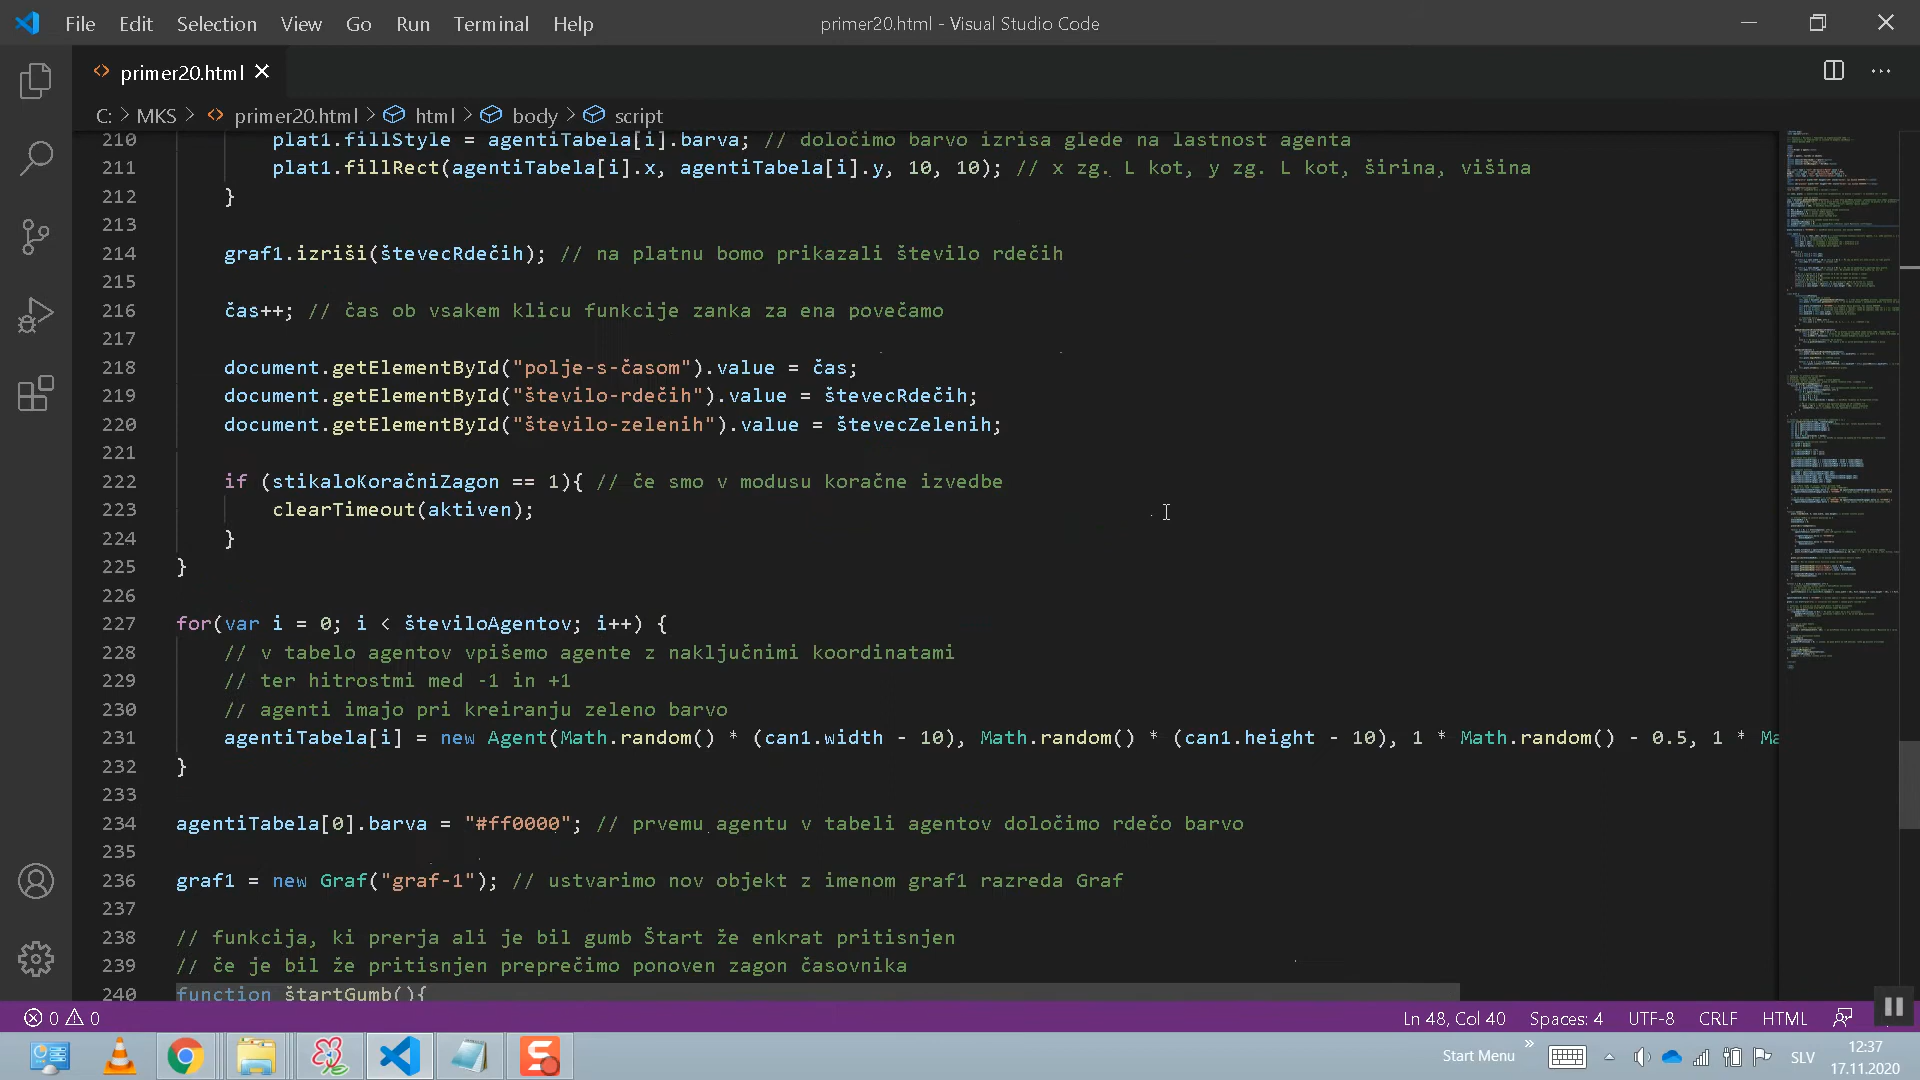 File Edit Selection View Go Run Terminal Help
primer20.html - Visual Studio Code
primer20.html
C: > MKS > primer20.html > html > body > script
210 plat1.fillStyle = agentiTabela[i].barva; // določimo barvo izrisa glede na lastnost agenta
211 plat1.fillRect(agentiTabela[i].x, agentiTabela[i].y, 10, 10); // x zg. L kot, y zg. L kot, širina, višina
212 }
213
214 graf1.izriši(števecRdečih); // na platnu bomo prikazali število rdečih
215
216 čas++; // čas ob vsakem klicu funkcije zanka za ena povečamo
217
218 document.getElementById("polje-s-časom").value = čas;
219 document.getElementById("število-rdečih").value = števecRdečih;
220 document.getElementById("število-zelenih").value = števecZelenih;
221
222 if (stikaloKoračniZagon == 1){ // če smo v modusu koračne izvedbe
223 clearTimeout(aktiven);
224 }
225 }
226
227 for(var i = 0; i < številoAgentov; i++) {
228 // v tabelo agentov vpišemo agente z naključnimi koordinatami
229 // ter hitrostmi med -1 in +1
230 // agenti imajo pri kreiranju zeleno barvo
231 agentiTabela[i] = new Agent(Math.random() * (can1.width - 10), Math.random() * (can1.height - 10), 1 * Math.random() - 0.5, 1 * Ma
232 }
233
234 agentiTabela[0].barva = "#ff0000"; // prvemu agentu v tabeli agentov določimo rdečo barvo
235
236 graf1 = new Graf("graf-1"); // ustvarimo nov objekt z imenom graf1 razreda Graf
237
238 // funkcija, ki prerja ali je bil gumb Štart že enkrat pritisnjen
239 // če je bil že pritisnjen preprečimo ponoven zagon časovnika
240 function štartGumb(){
0 0
Ln 48, Col 40 Spaces: 4 UTF-8 CRLF HTML
Start Menu SLV 12:37
17.11.2020